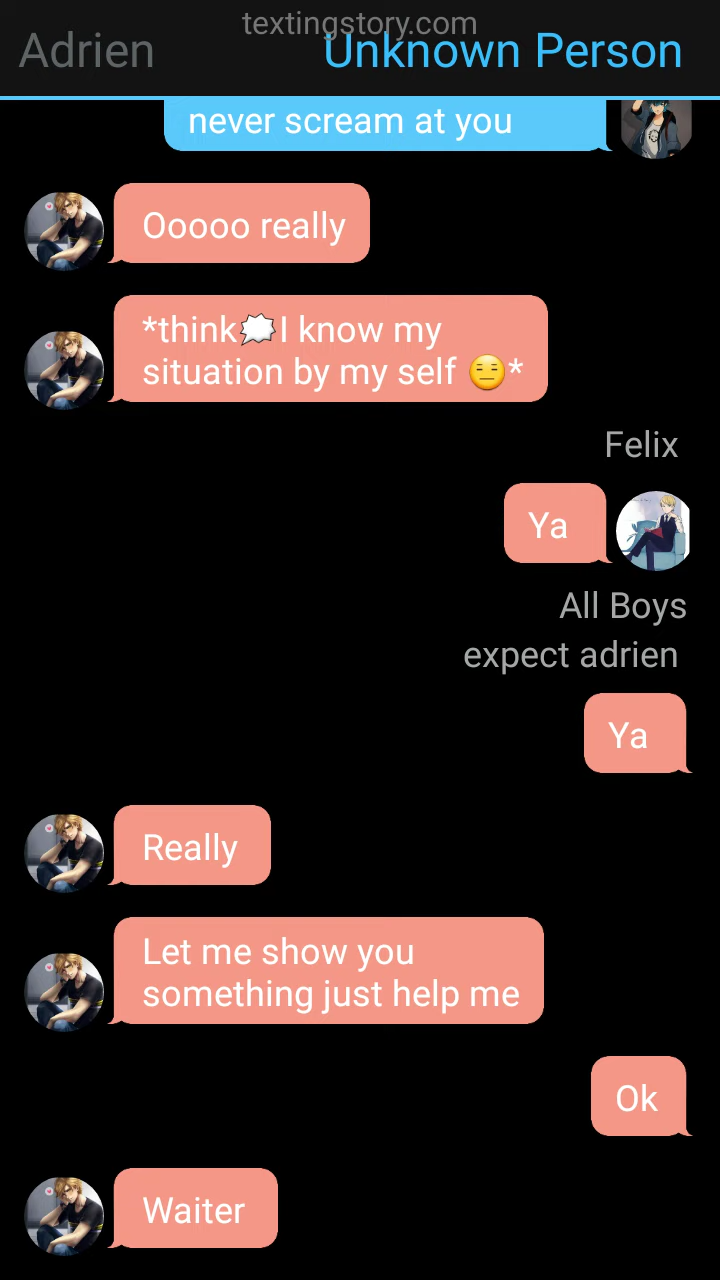 textingstory.com
Adrien
Unknown Person
never scream at you
Ooooo really
*think🗯I know my
situation by my self 😑*
Felix
Ya
All Boys
expect adrien
Ya
Really
Let me show you
something just help me
Ok
Waiter